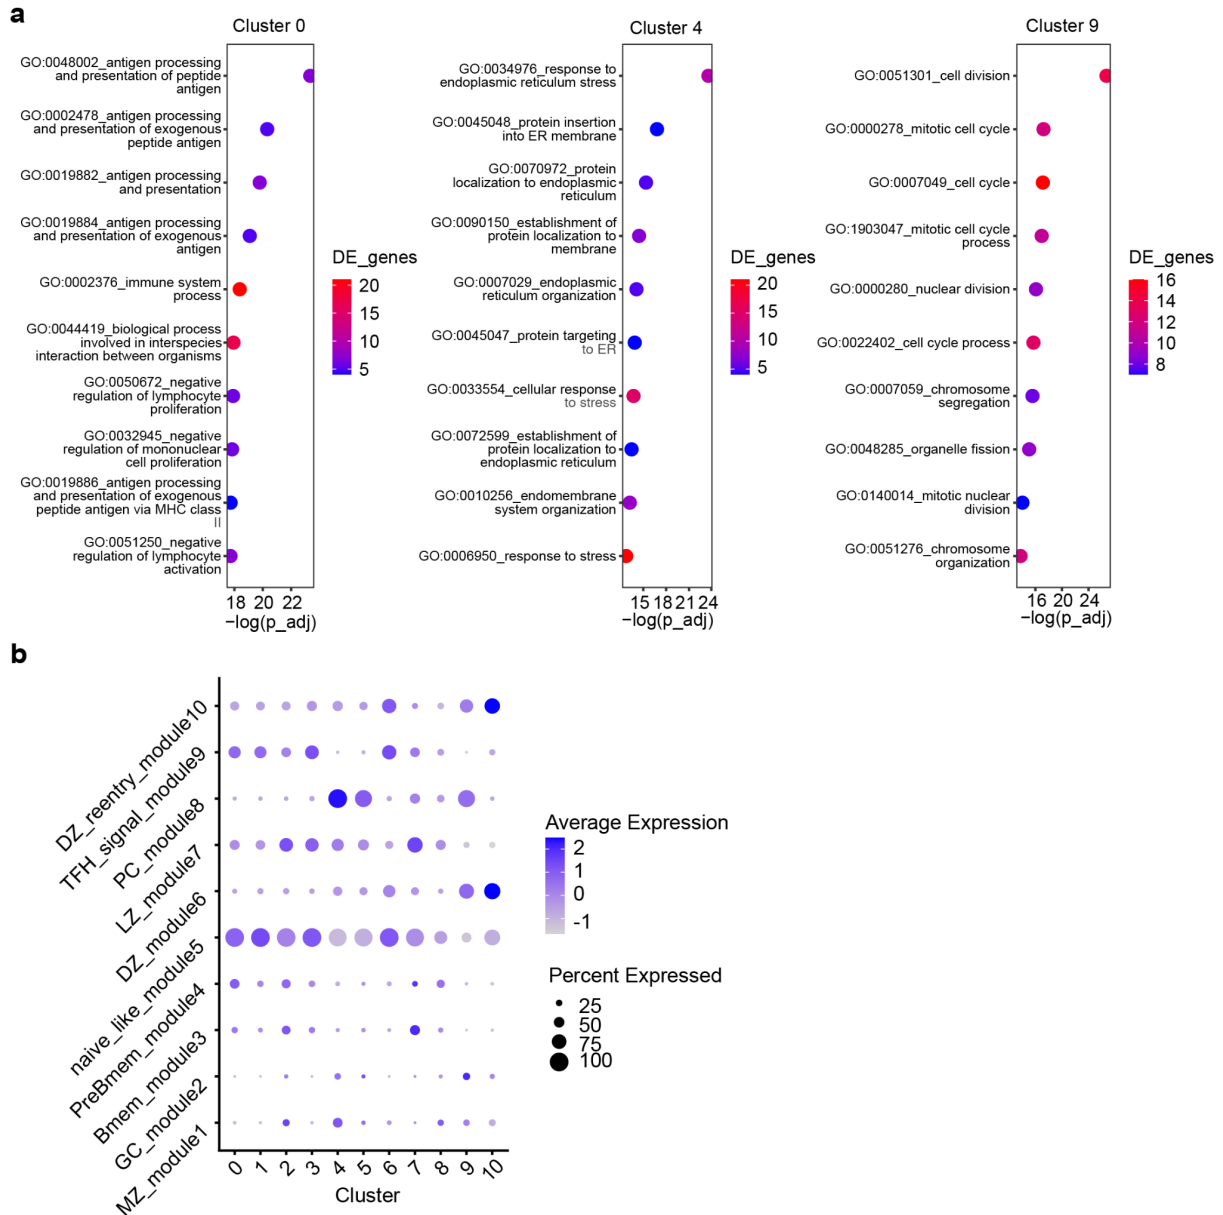 a
Cluster 0
GO:0048002_antigen processing
and presentation of peptide
antigen
GO:0002478_antigen processing
and presentation of exogenous
peptide antigen
GO:0019882_antigen processing
and presentation
GO:0019884_antigen processing
and presentation of exogenous
antigen
GO:0002376_immune system
process
GO:0044419_biological process
involved in interspecies
interaction between organisms
GO:0050672_negative
regulation of lymphocyte
proliferation
GO:0032945_negative
regulation of mononuclear
cell proliferation
GO:0019886_antigen processing
and presentation of exogenous
peptide antigen via MHC class
II
GO:0051250_negative
regulation of lymphocyte
activation
18 20 22
−log(p_adj)
DE_genes
20
15
10
5
Cluster 4
GO:0034976_response to
endoplasmic reticulum stress
GO:0045048_protein insertion
into ER membrane
GO:0070972_protein
localization to endoplasmic
reticulum
GO:0090150_establishment of
protein localization to
membrane
GO:0007029_endoplasmic
reticulum organization
GO:0045047_protein targeting
to ER
GO:0033554_cellular response
to stress
GO:0072599_establishment of
protein localization to
endoplasmic reticulum
GO:0010256_endomembrane
system organization
GO:0006950_response to stress
15 18 21 24
−log(p_adj)
DE_genes
20
15
10
5
Cluster 9
GO:0051301_cell division
GO:0000278_mitotic cell cycle
GO:0007049_cell cycle
GO:1903047_mitotic cell cycle
process
GO:0000280_nuclear division
GO:0022402_cell cycle process
GO:0007059_chromosome
segregation
GO:0048285_organelle fission
GO:0140014_mitotic nuclear
division
GO:0051276_chromosome
organization
16 20 24
−log(p_adj)
DE_genes
16
14
12
10
8
b
DZ_reentry_module10
TFH_signal_module9
PC_module8
LZ_module7
DZ_module6
naive_like_module5
PreBmem_module4
Bmem_module3
GC_module2
MZ_module1
0 1 2 3 4 5 6 7 8 9 10
Cluster
Average Expression
2
1
0
-1
Percent Expressed
25
50
75
100